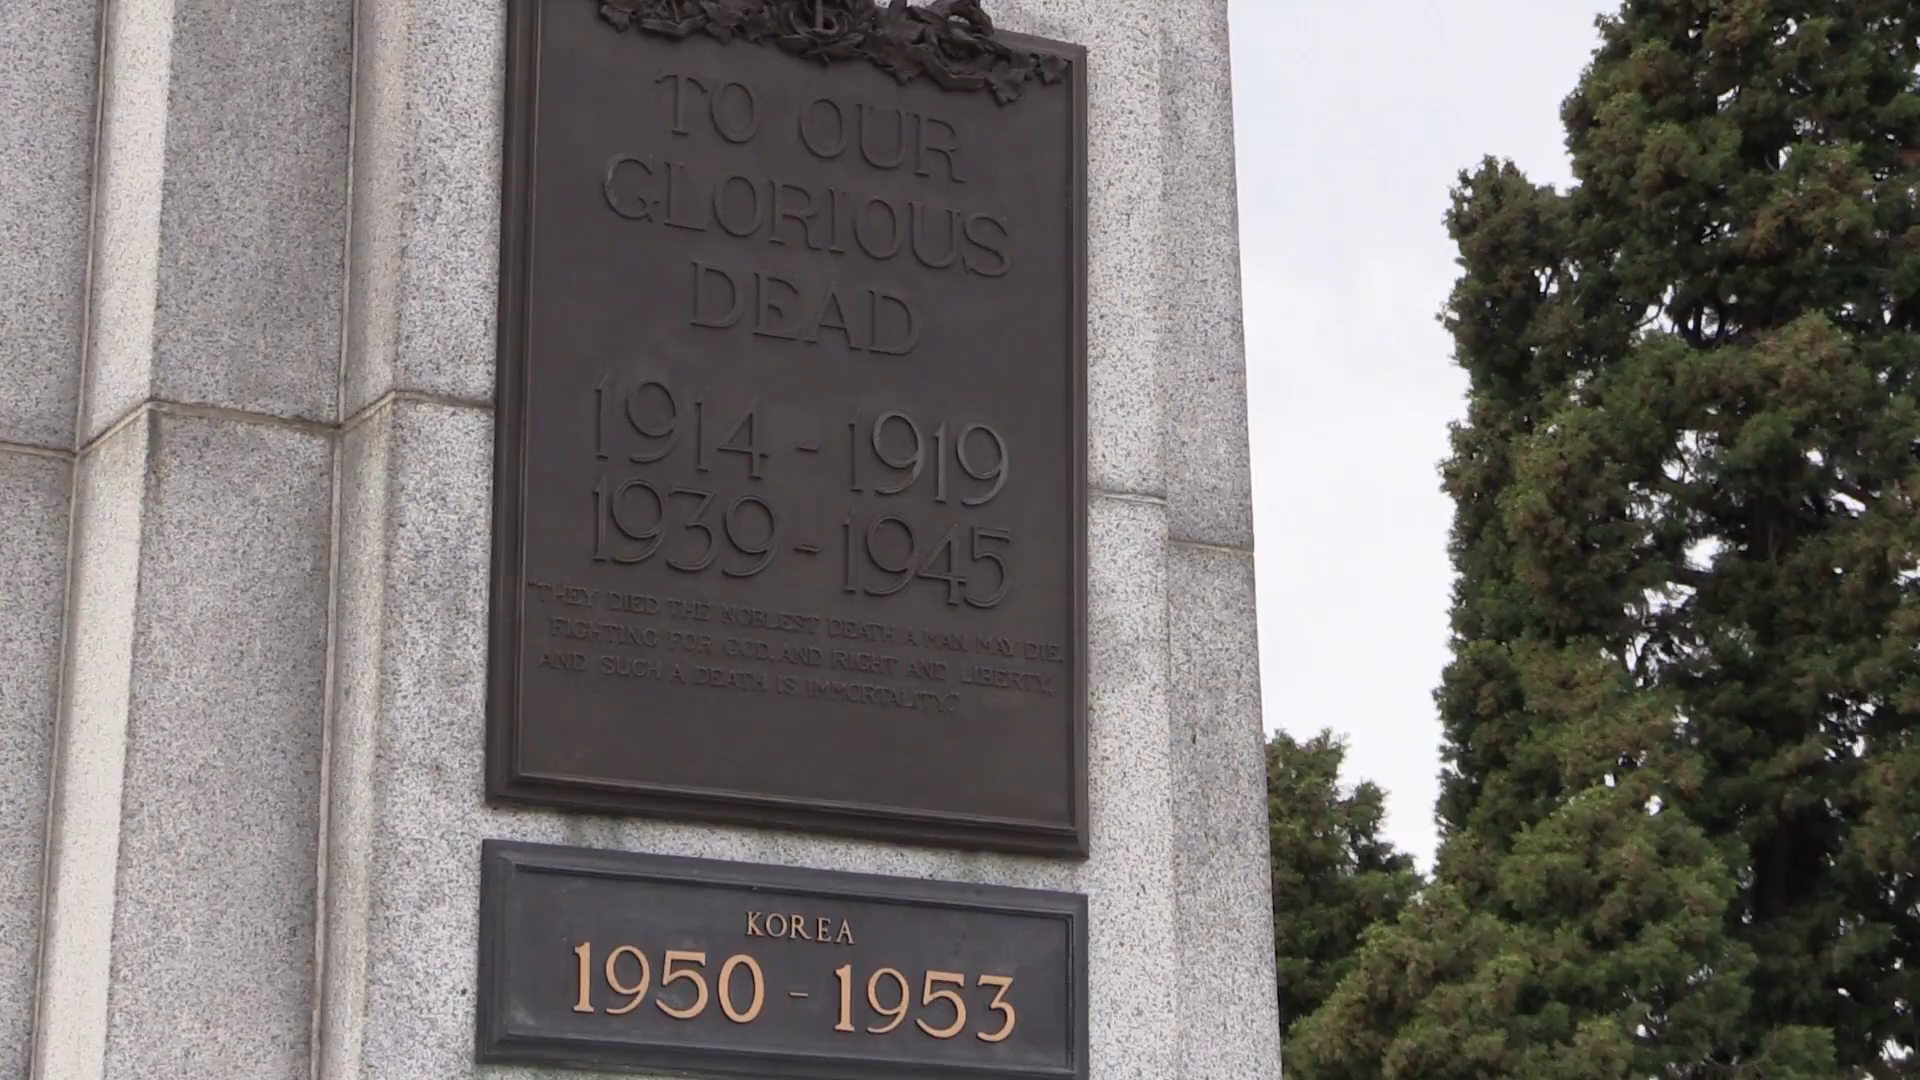 TO OUR
GLORIOUS
DEAD
1914 - 1919
1939 - 1945
"THEY DIED THE NOBLEST DEATH A MAN MAY DIE,
FIGHTING FOR GOD, AND RIGHT AND LIBERTY,
AND SUCH A DEATH IS IMMORTALITY."
KOREA
1950 - 1953